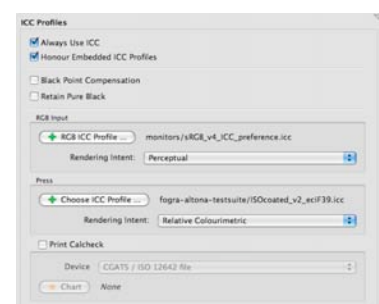 ICC Profiles
Always Use ICC
Honour Embedded ICC Profiles
Black Point Compensation
Retain Pure Black
RGB Input
RGB ICC Profile ... monitors/sRGB_v4_ICC_preference.icc
Rendering Intent: Perceptual
Press
Choose ICC Profile ... fogra-altona-testsuite/ISOcoated_v2_eciF39.icc
Rendering Intent: Relative Colourimetric
Print Calcheck
Device CGATS / ISO 12642 file
Chart None